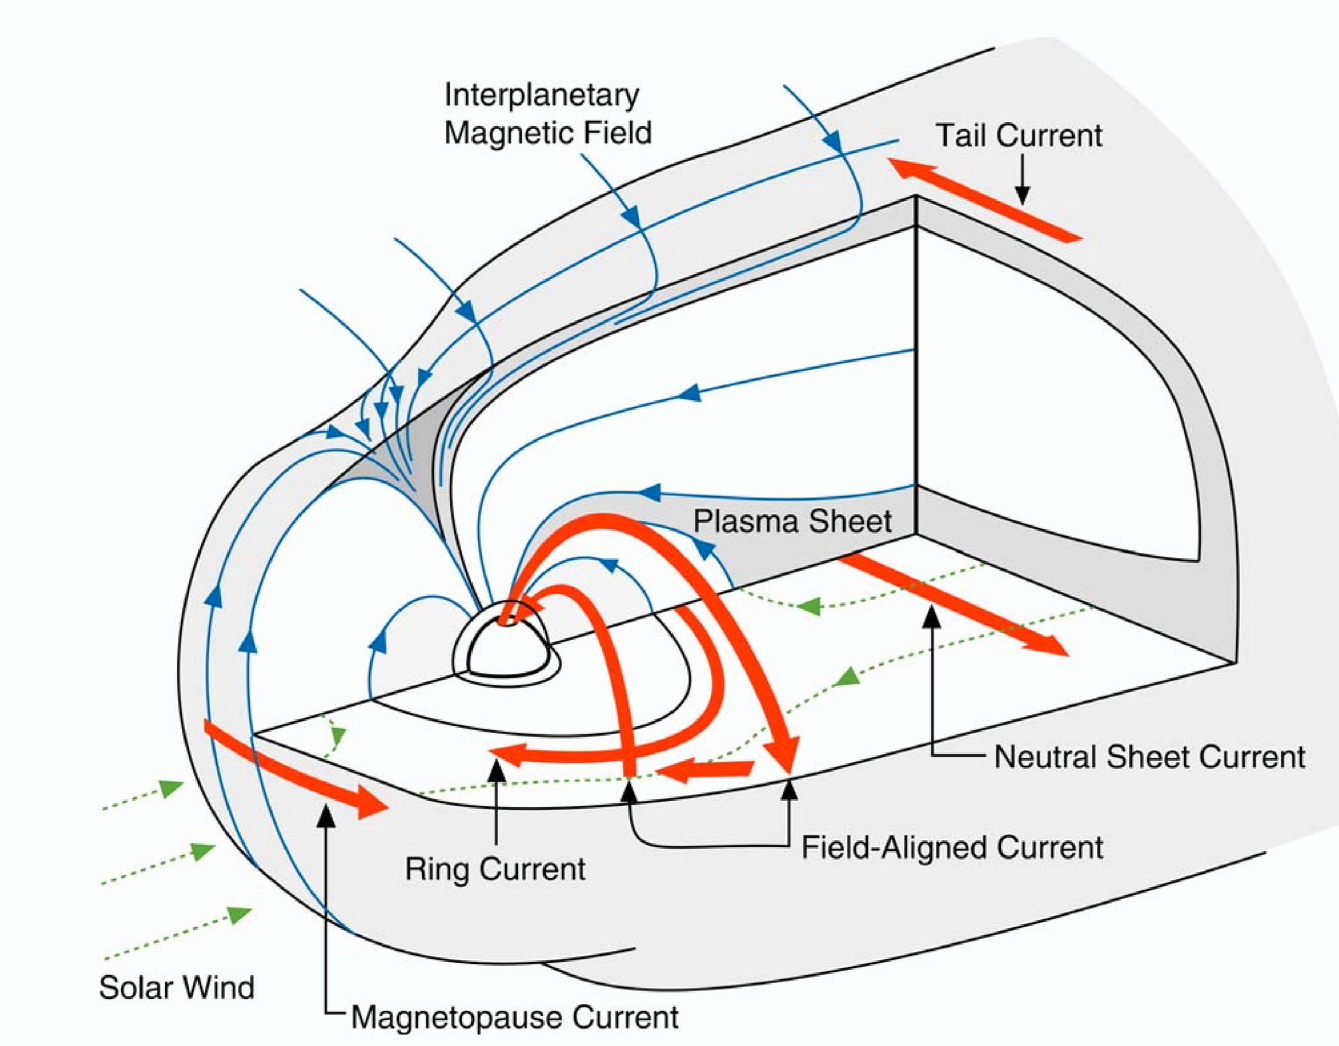 Interplanetary
Magnetic Field
Tail Current
Plasma Sheet
Neutral Sheet Current
Field-Aligned Current
Ring Current
Solar Wind
Magnetopause Current